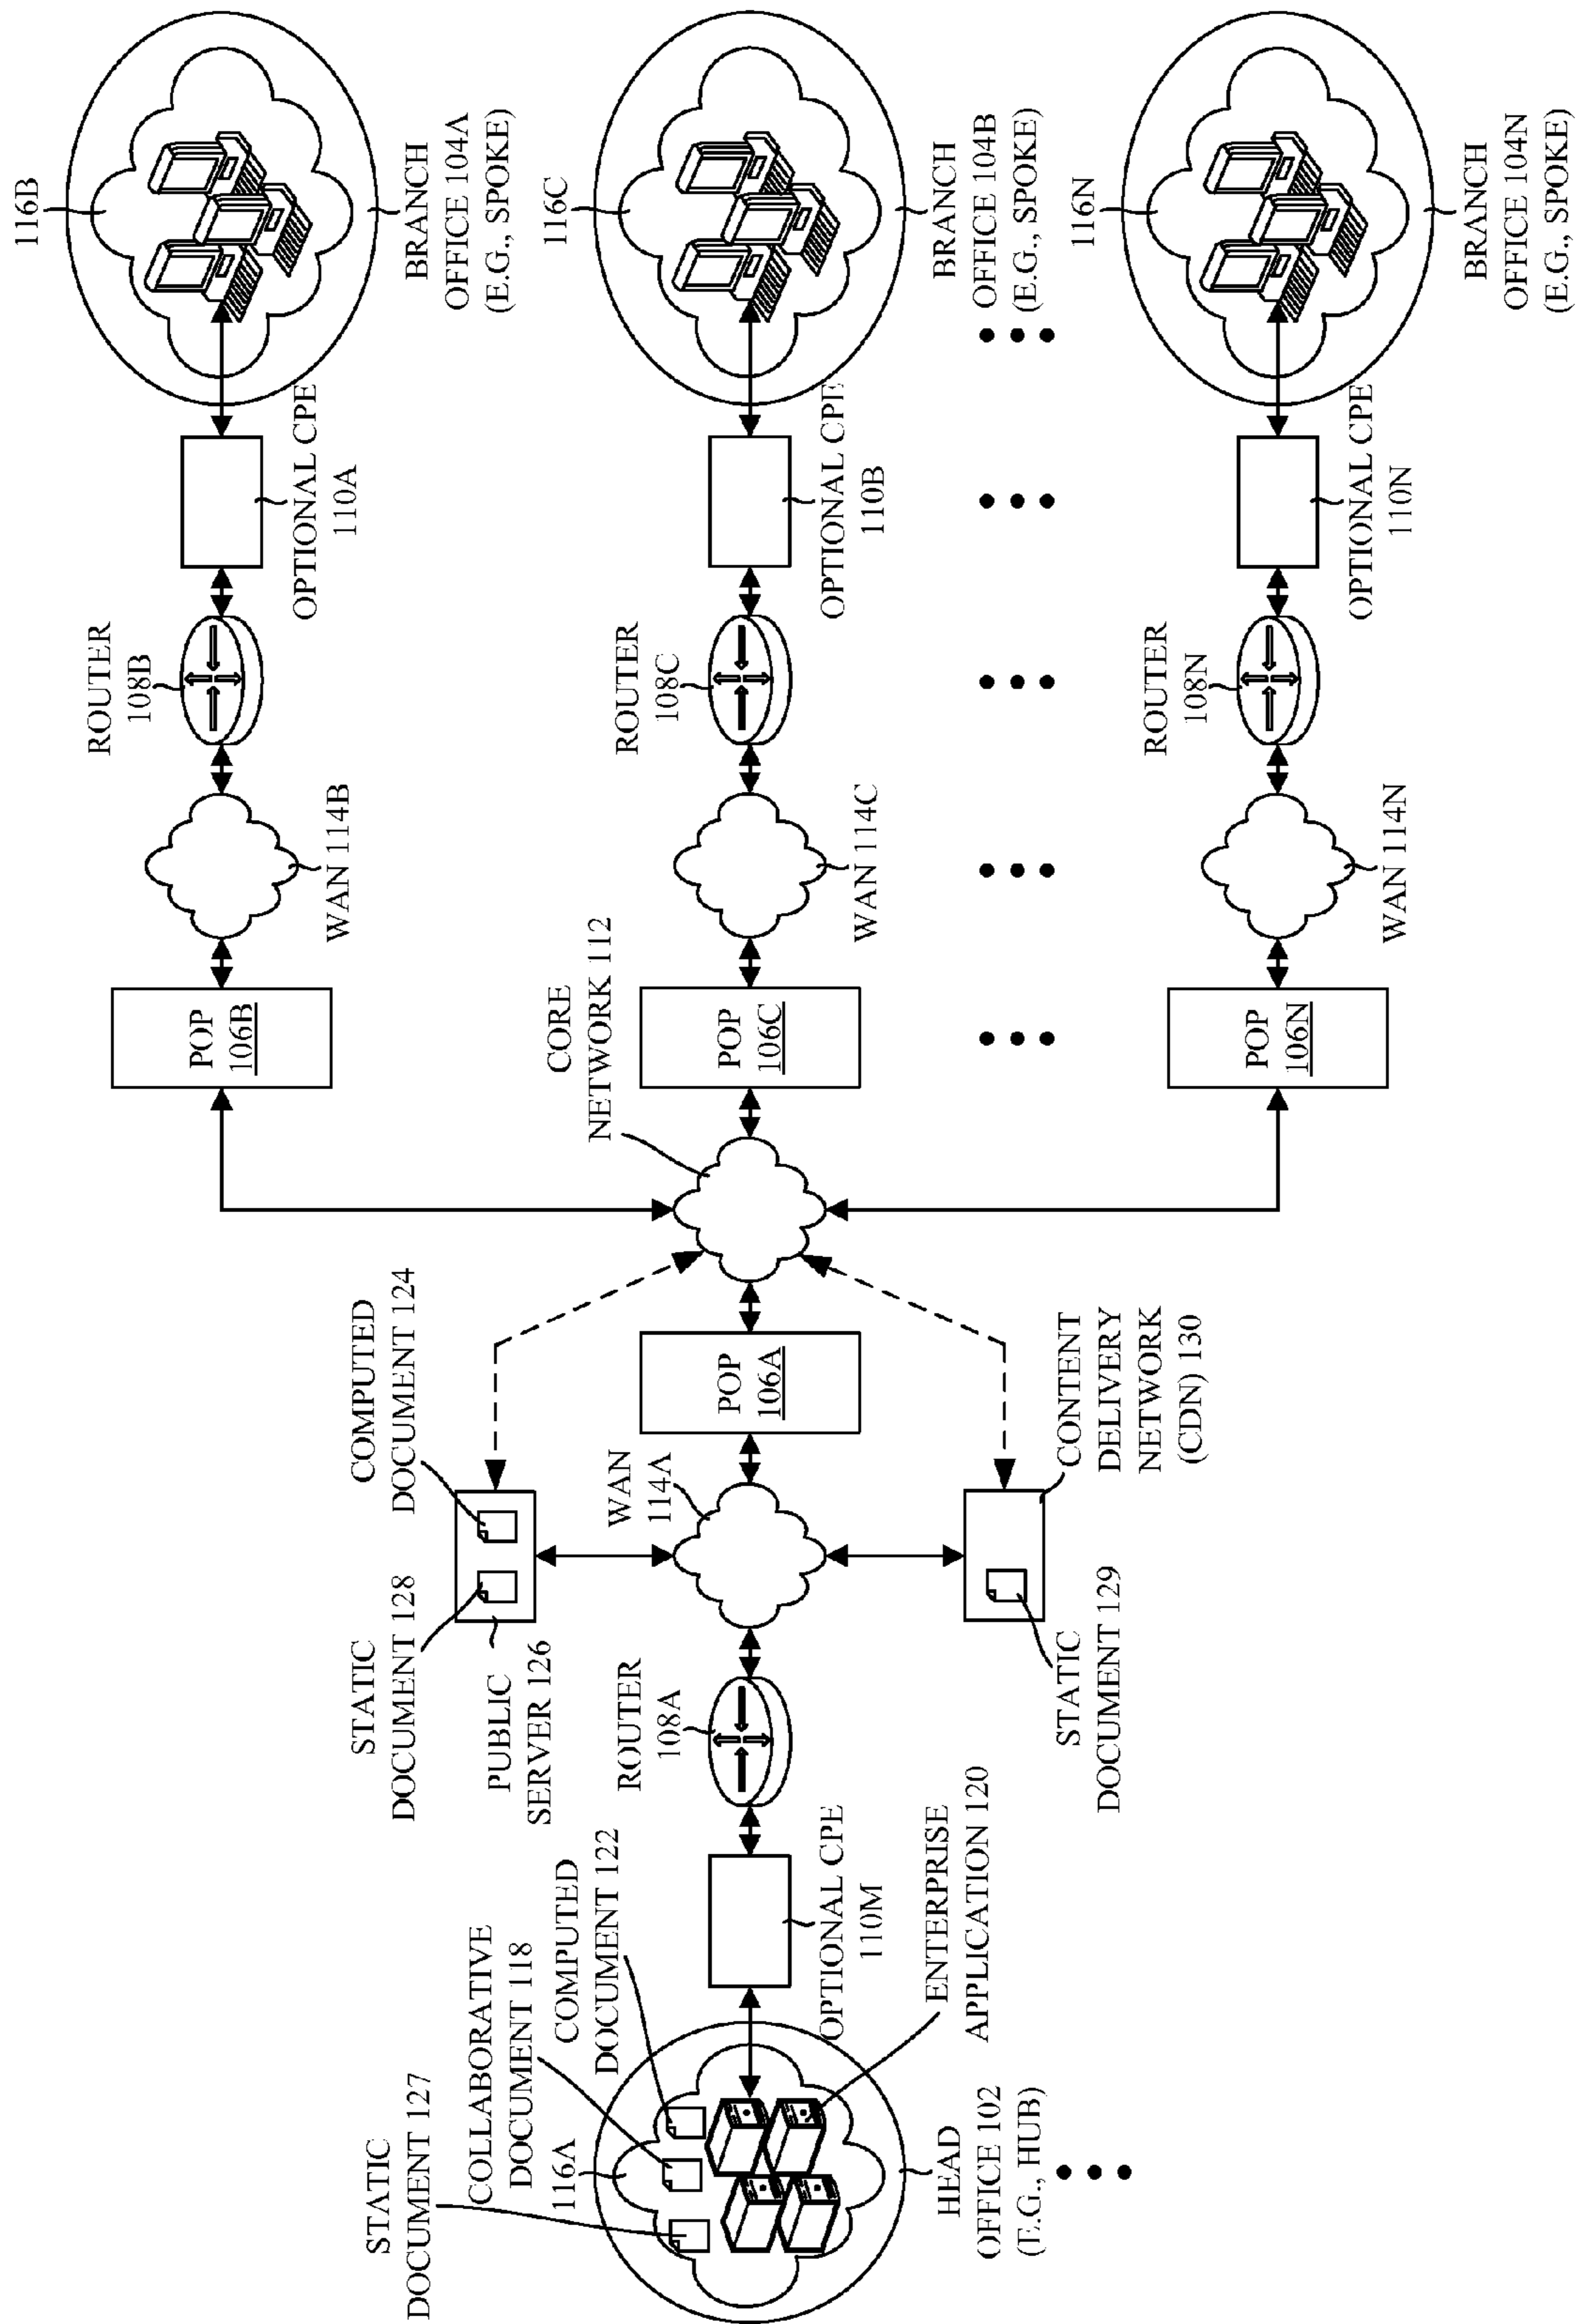 116B
BRANCH
OFFICE 104A
(E.G., SPOKE)
OPTIONAL CPE
110A
ROUTER
108B
WAN 114B
POP
106B
116C
BRANCH
OFFICE 104B
(E.G., SPOKE)
OPTIONAL CPE
110B
ROUTER
108C
WAN 114C
POP
106C
CORE
NETWORK 112
116N
BRANCH
OFFICE 104N
(E.G., SPOKE)
OPTIONAL CPE
110N
ROUTER
108N
WAN 114N
POP
106N
COMPUTED
DOCUMENT 124
STATIC
DOCUMENT 128
PUBLIC
SERVER 126
POP
106A
WAN
114A
CONTENT
DELIVERY
NETWORK
(CDN) 130
STATIC
DOCUMENT 129
ROUTER
108A
OPTIONAL CPE
110M
ENTERPRISE
APPLICATION 120
COMPUTED
DOCUMENT 122
COLLABORATIVE
DOCUMENT 118
STATIC
DOCUMENT 127
116A
HEAD
OFFICE 102
(E.G., HUB)